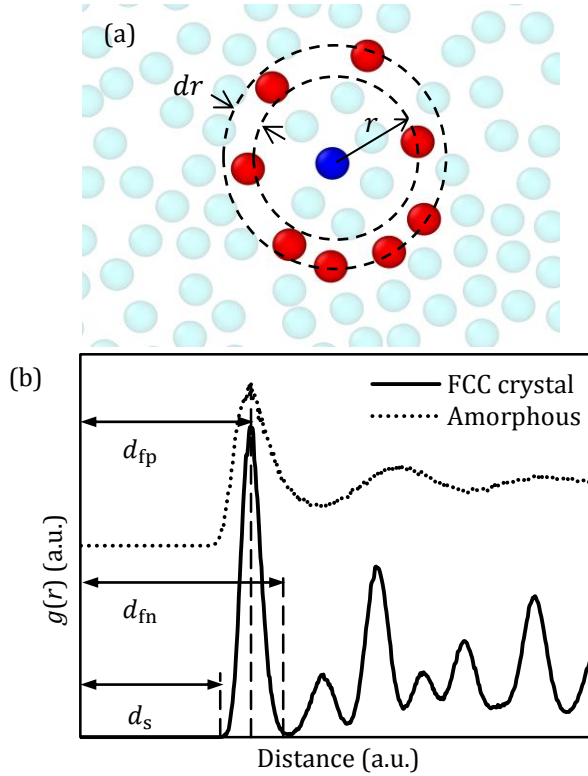 (a)
dr
r
(b)
FCC crystal
Amorphous
d_fp
d_fn
d_s
g(r) (a.u.)
Distance (a.u.)